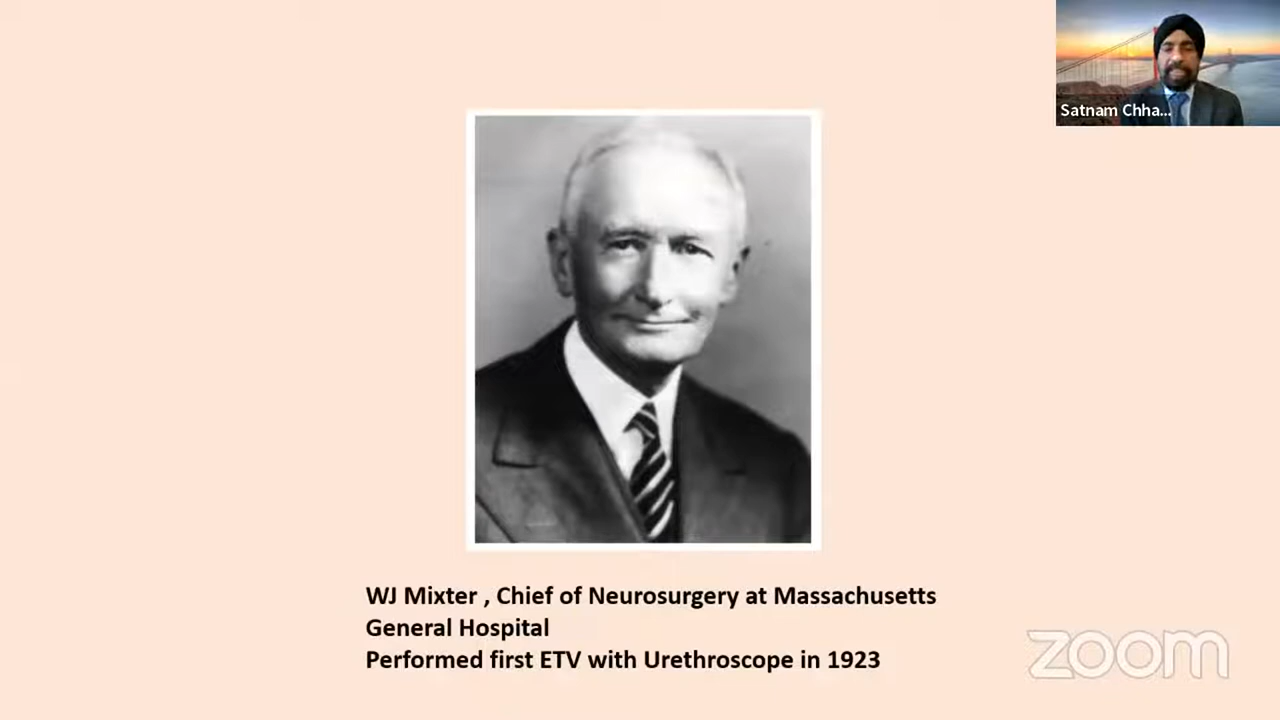 Satnam Chha...
WJ Mixter , Chief of Neurosurgery at Massachusetts
General Hospital
Performed first ETV with Urethroscope in 1923
zoom